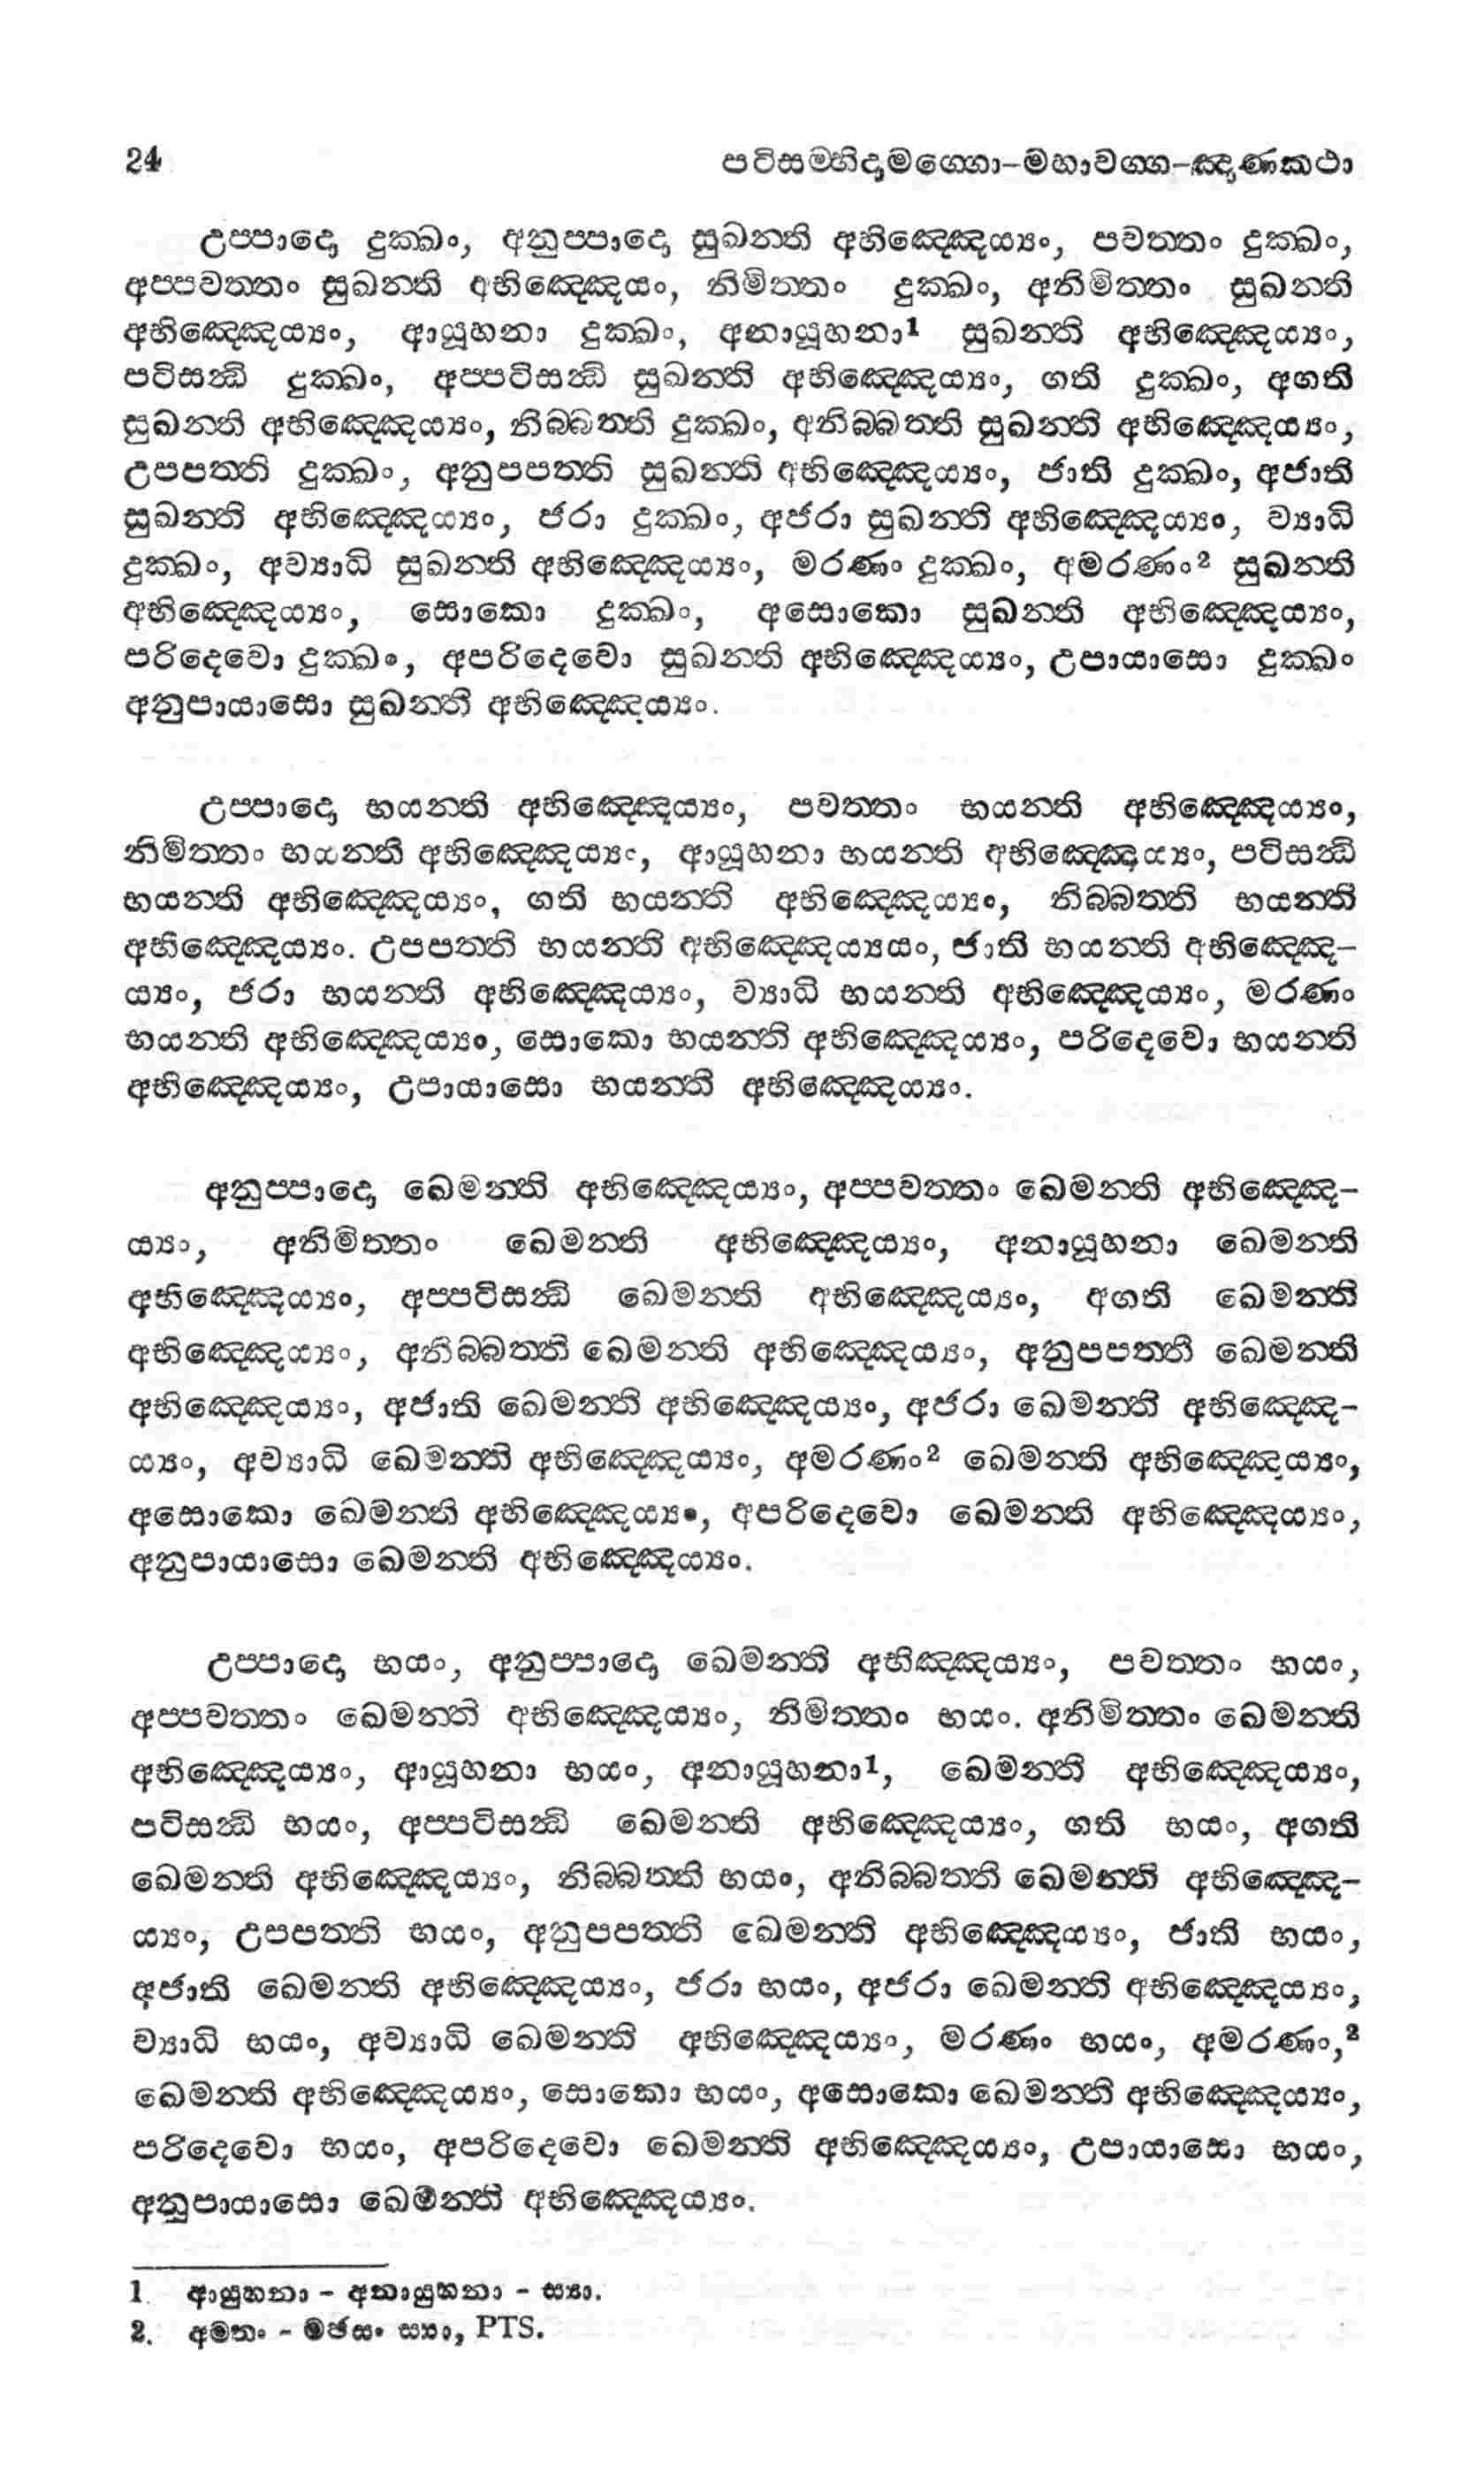 24 පටිසම්භිදාමග්ගො–මහාවග්ග–ඤාණකථා
උප්පාදො දුක්ඛං, අනුප්පාදො සුඛන්ති අභිඤ්ඤෙය්‍යං, පවත්තං දුක්ඛං,
අප්පවත්තං සුඛන්ති අභිඤ්ඤෙයං, නිමිත්තං දුක්ඛං, අනිමිත්තං සුඛන්ති
අභිඤ්ඤෙය්‍යං, ආයූහනා දුක්ඛං, අනායූහනා¹ සුඛන්ති අභිඤ්ඤෙය්‍යං,
පටිසන්ධි දුක්ඛං, අප්පටිසන්ධි සුඛන්ති අභිඤ්ඤෙය්‍යං, ගති දුක්ඛං, අගති
සුඛන්ති අභිඤ්ඤෙය්‍යං, නිබ්බත්ති දුක්ඛං, අනිබ්බත්ති සුඛන්ති අභිඤ්ඤෙය්‍යං,
උපපත්ති දුක්ඛං, අනුපපත්ති සුඛන්ති අභිඤ්ඤෙය්‍යං, ජාති දුක්ඛං, අජාති
සුඛන්ති අභිඤ්ඤෙය්‍යං, ජරා දුක්ඛං, අජරා සුඛන්ති අභිඤ්ඤෙය්‍යං, ව්‍යාධි
දුක්ඛං, අව්‍යාධි සුඛන්ති අභිඤ්ඤෙය්‍යං, මරණං දුක්ඛං, අමරණං² සුඛන්ති
අභිඤ්ඤෙය්‍යං, සොකො දුක්ඛං, අසොකො සුඛන්ති අභිඤ්ඤෙය්‍යං,
පරිදෙවො දුක්ඛං, අපරිදෙවො සුඛන්ති අභිඤ්ඤෙය්‍යං, උපායාසො දුක්ඛං
අනුපායාසො සුඛන්ති අභිඤ්ඤෙය්‍යං.
උප්පාදො භයන්ති අභිඤ්ඤෙය්‍යං, පවත්තං භයන්ති අභිඤ්ඤෙය්‍යං,
නිමිත්තං භයන්ති අභිඤ්ඤෙය්‍යං, ආයූහනා භයන්ති අභිඤ්ඤෙය්‍යං, පටිසන්ධි
භයන්ති අභිඤ්ඤෙය්‍යං, ගති භයන්ති අභිඤ්ඤෙය්‍යං, නිබ්බත්ති භයන්ති
අභිඤ්ඤෙය්‍යං. උපපත්ති භයන්ති අභිඤ්ඤෙය්‍යයං, ජාති භයන්ති අභිඤ්ඤෙ–
ය්‍යං, ජරා භයන්ති අභිඤ්ඤෙය්‍යං, ව්‍යාධි භයන්ති අභිඤ්ඤෙය්‍යං, මරණං
භයන්ති අභිඤ්ඤෙය්‍යං, සොකො භයන්ති අභිඤ්ඤෙය්‍යං, පරිදෙවො භයන්ති
අභිඤ්ඤෙය්‍යං, උපායාසො භයන්ති අභිඤ්ඤෙය්‍යං.
අනුප්පාදො ඛෙමන්ති අභිඤ්ඤෙය්‍යං, අප්පවත්තං ඛෙමන්ති අභිඤ්ඤෙ–
ය්‍යං, අනිමිත්තං ඛෙමන්ති අභිඤ්ඤෙය්‍යං, අනායූහනා ඛෙමන්ති
අභිඤ්ඤෙය්‍යං, අප්පටිසන්ධි ඛෙමන්ති අභිඤ්ඤෙය්‍යං, අගති ඛෙමන්ති
අභිඤ්ඤෙය්‍යං, අනිබ්බත්ති ඛෙමන්ති අභිඤ්ඤෙය්‍යං, අනුපපත්ති ඛෙමන්ති
අභිඤ්ඤෙය්‍යං, අජාති ඛෙමන්ති අභිඤ්ඤෙය්‍යං, අජරා ඛෙමන්ති අභිඤ්ඤෙ–
ය්‍යං, අව්‍යාධි ඛෙමන්ති අභිඤ්ඤෙය්‍යං, අමරණං² ඛෙමන්ති අභිඤ්ඤෙය්‍යං,
අසොකො ඛෙමන්ති අභිඤ්ඤෙය්‍යං, අපරිදෙවො ඛෙමන්ති අභිඤ්ඤෙය්‍යං,
අනුපායාසො ඛෙමන්ති අභිඤ්ඤෙය්‍යං.
උප්පාදො භයං, අනුප්පාදො ඛෙමන්ති අභිඤ්ඤය්‍යං, පවත්තං භයං,
අප්පවත්තං ඛෙමන්ති අභිඤ්ඤෙය්‍යං, නිමිත්තං භයං. අනිමිත්තං ඛෙමන්ති
අභිඤ්ඤෙය්‍යං, ආයූහනා භයං, අනායූහනා¹, ඛෙමන්ති අභිඤ්ඤෙය්‍යං,
පටිසන්ධි භයං, අප්පටිසන්ධි ඛෙමන්ති අභිඤ්ඤෙය්‍යං, ගති භයං, අගති
ඛෙමන්ති අභිඤ්ඤෙය්‍යං, නිබ්බත්ති භයං, අනිබ්බත්ති ඛෙමන්ති අභිඤ්ඤෙ–
ය්‍යං, උපපත්ති භයං, අනුපපත්ති ඛෙමන්ති අභිඤ්ඤෙය්‍යං, ජාති භයං,
අජාති ඛෙමන්ති අභිඤ්ඤෙය්‍යං, ජරා භයං, අජරා ඛෙමන්ති අභිඤ්ඤෙය්‍යං,
ව්‍යාධි භයං, අව්‍යාධි ඛෙමන්ති අභිඤ්ඤෙය්‍යං, මරණං භයං, අමරණං,²
ඛෙමන්ති අභිඤ්ඤෙය්‍යං, සොකො භයං, අසොකො ඛෙමන්ති අභිඤ්ඤෙය්‍යං,
පරිදෙවො භයං, අපරිදෙවො ඛෙමන්ති අභිඤ්ඤෙය්‍යං, උපායාසො භයං,
අනුපායාසො ඛෙමන්ති අභිඤ්ඤෙය්‍යං.
1. ආයුහනා – අනායුහනා – ස්‍යා.
2. අමතං – මඡසං ස්‍යා, PTS.